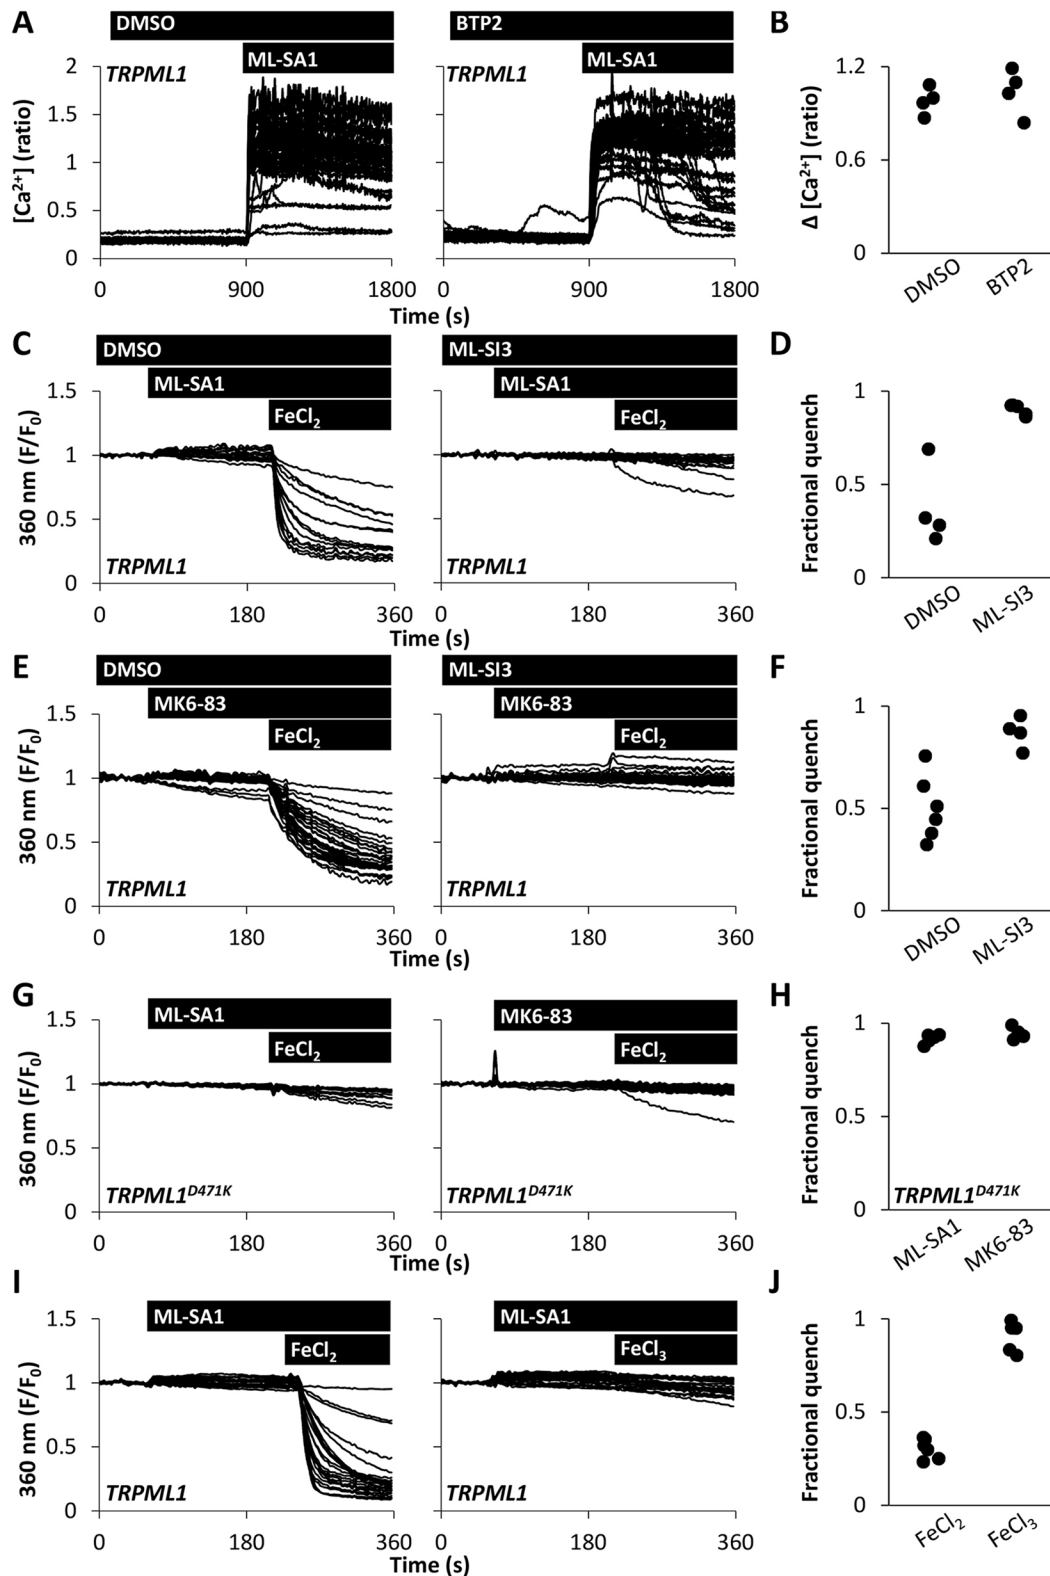 A
DMSO
ML-SA1
TRPML1
[Ca²⁺] (ratio)
2
1.5
1
0.5
0
0
900
1800
BTP2
ML-SA1
TRPML1
0
900
1800
Time (s)
B
Δ [Ca²⁺] (ratio)
1.2
0.6
0
DMSO
BTP2
C
DMSO
ML-SA1
FeCl₂
360 nm (F/F₀)
1.5
1
0.5
0
TRPML1
0
180
360
ML-SI3
ML-SA1
FeCl₂
TRPML1
0
180
360
Time (s)
D
Fractional quench
1
0.5
0
DMSO
ML-SI3
E
DMSO
MK6-83
FeCl₂
360 nm (F/F₀)
1.5
1
0.5
0
TRPML1
0
180
360
ML-SI3
MK6-83
FeCl₂
TRPML1
0
180
360
Time (s)
F
Fractional quench
1
0.5
0
DMSO
ML-SI3
G
ML-SA1
FeCl₂
360 nm (F/F₀)
1.5
1
0.5
0
TRPML1ᴰ⁴⁷¹ᴷ
0
180
360
MK6-83
FeCl₂
TRPML1ᴰ⁴⁷¹ᴷ
0
180
360
Time (s)
H
Fractional quench
1
0.5
0
TRPML1ᴰ⁴⁷¹ᴷ
ML-SA1
MK6-83
I
ML-SA1
FeCl₂
360 nm (F/F₀)
1.5
1
0.5
0
TRPML1
0
180
360
ML-SA1
FeCl₃
TRPML1
0
180
360
Time (s)
J
Fractional quench
1
0.5
0
FeCl₂
FeCl₃